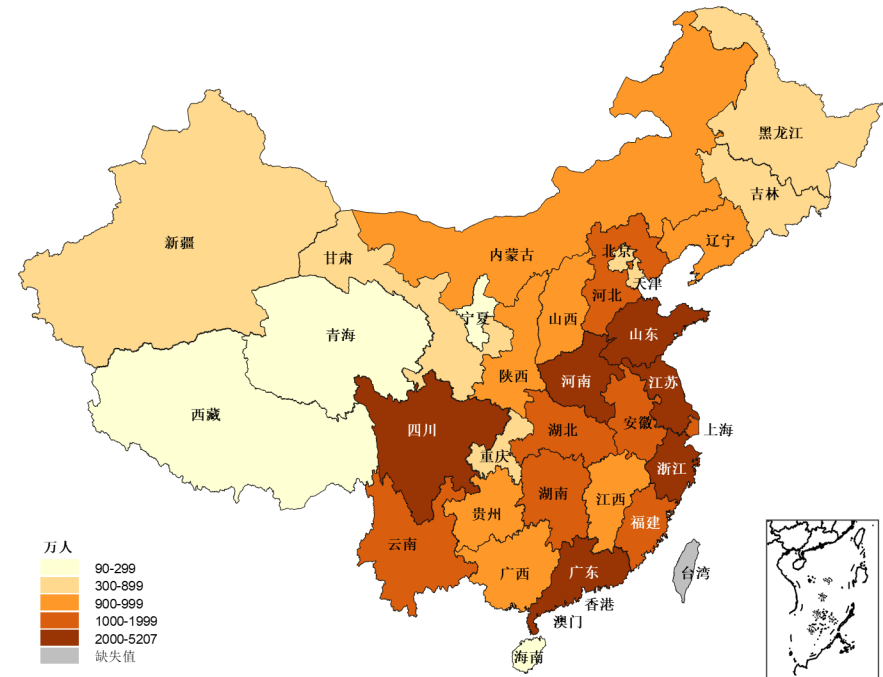 黑龙江
吉林
新疆
辽宁
内蒙古
甘肃
北京
天津
河北
宁夏
山西
青海
山东
陕西
河南
江苏
西藏
四川
湖北
安徽
上海
重庆
浙江
湖南
江西
贵州
福建
云南
广西
广东
台湾
香港
澳门
海南
万人
90-299
300-899
900-999
1000-1999
2000-5207
缺失值